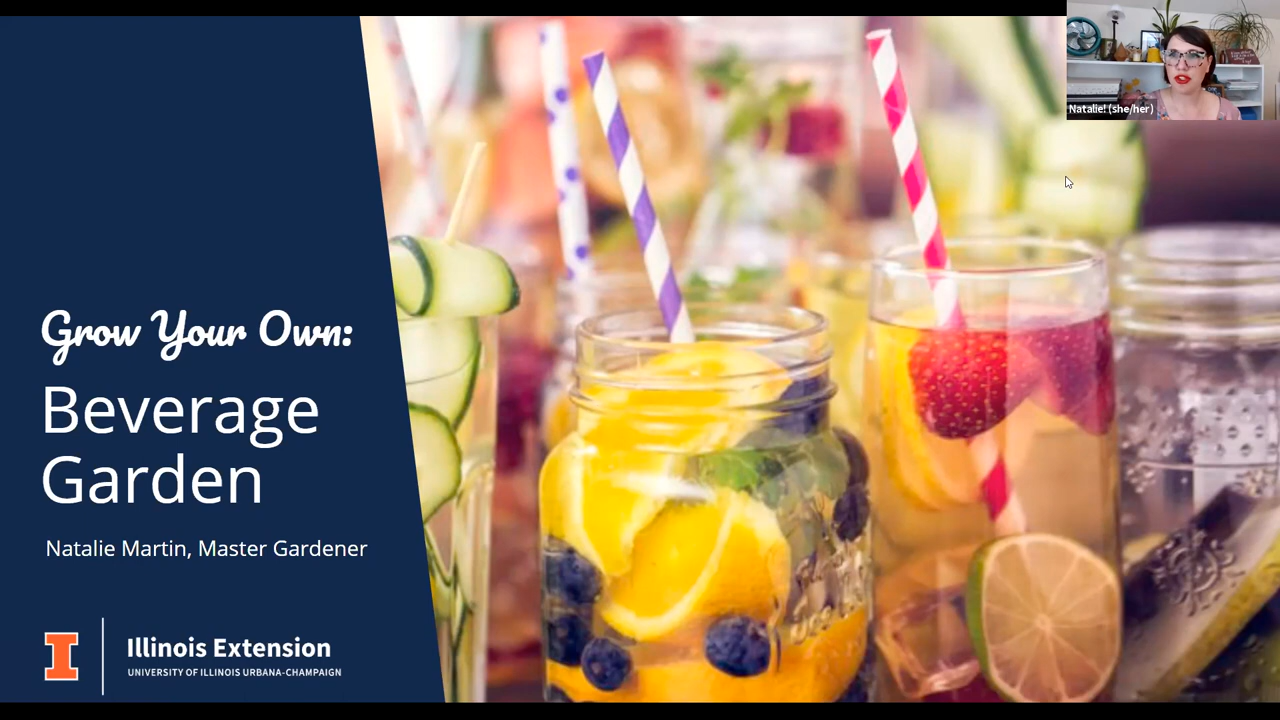 Natalie! (she/her)
Grow Your Own:
Beverage
Garden
Natalie Martin, Master Gardener
I
Illinois Extension
UNIVERSITY OF ILLINOIS URBANA-CHAMPAIGN